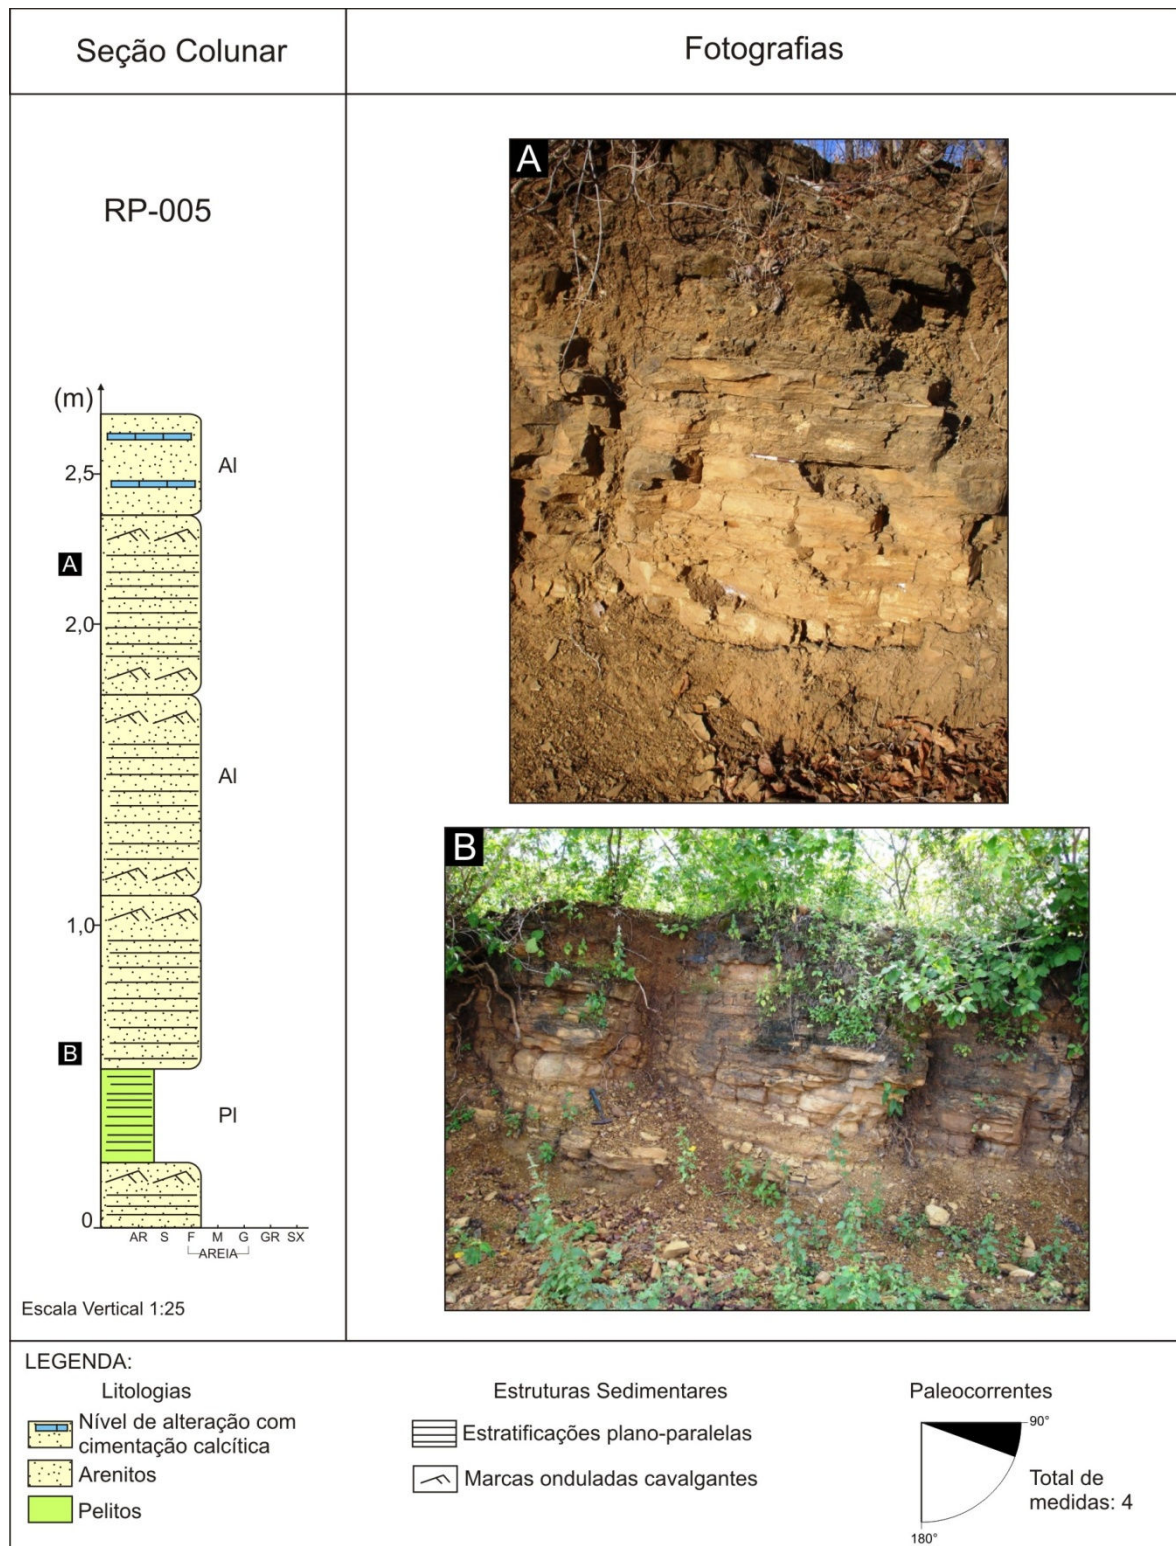 Seção Colunar
Fotografias
RP-005
(m)
2,5
2,0
1,0
0
A
B
Al
Al
Pl
AR S F M G GR SX
AREIA
Escala Vertical 1:25
A
B
LEGENDA:
Litologias
Nível de alteração com
cimentação calcítica
Arenitos
Pelitos
Estruturas Sedimentares
Estratificações plano-paralelas
Marcas onduladas cavalgantes
Paleocorrentes
90°
180°
Total de
medidas: 4